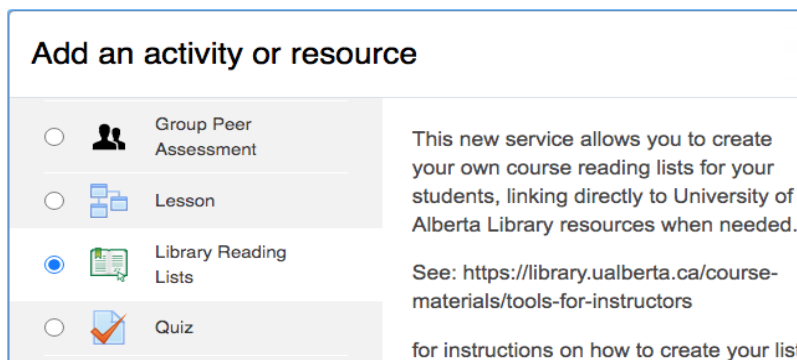 Add an activity or resource
Group Peer
Assessment
Lesson
Library Reading
Lists
Quiz
This new service allows you to create
your own course reading lists for your
students, linking directly to University of
Alberta Library resources when needed.
See: https://library.ualberta.ca/course-
materials/tools-for-instructors
for instructions on how to create your